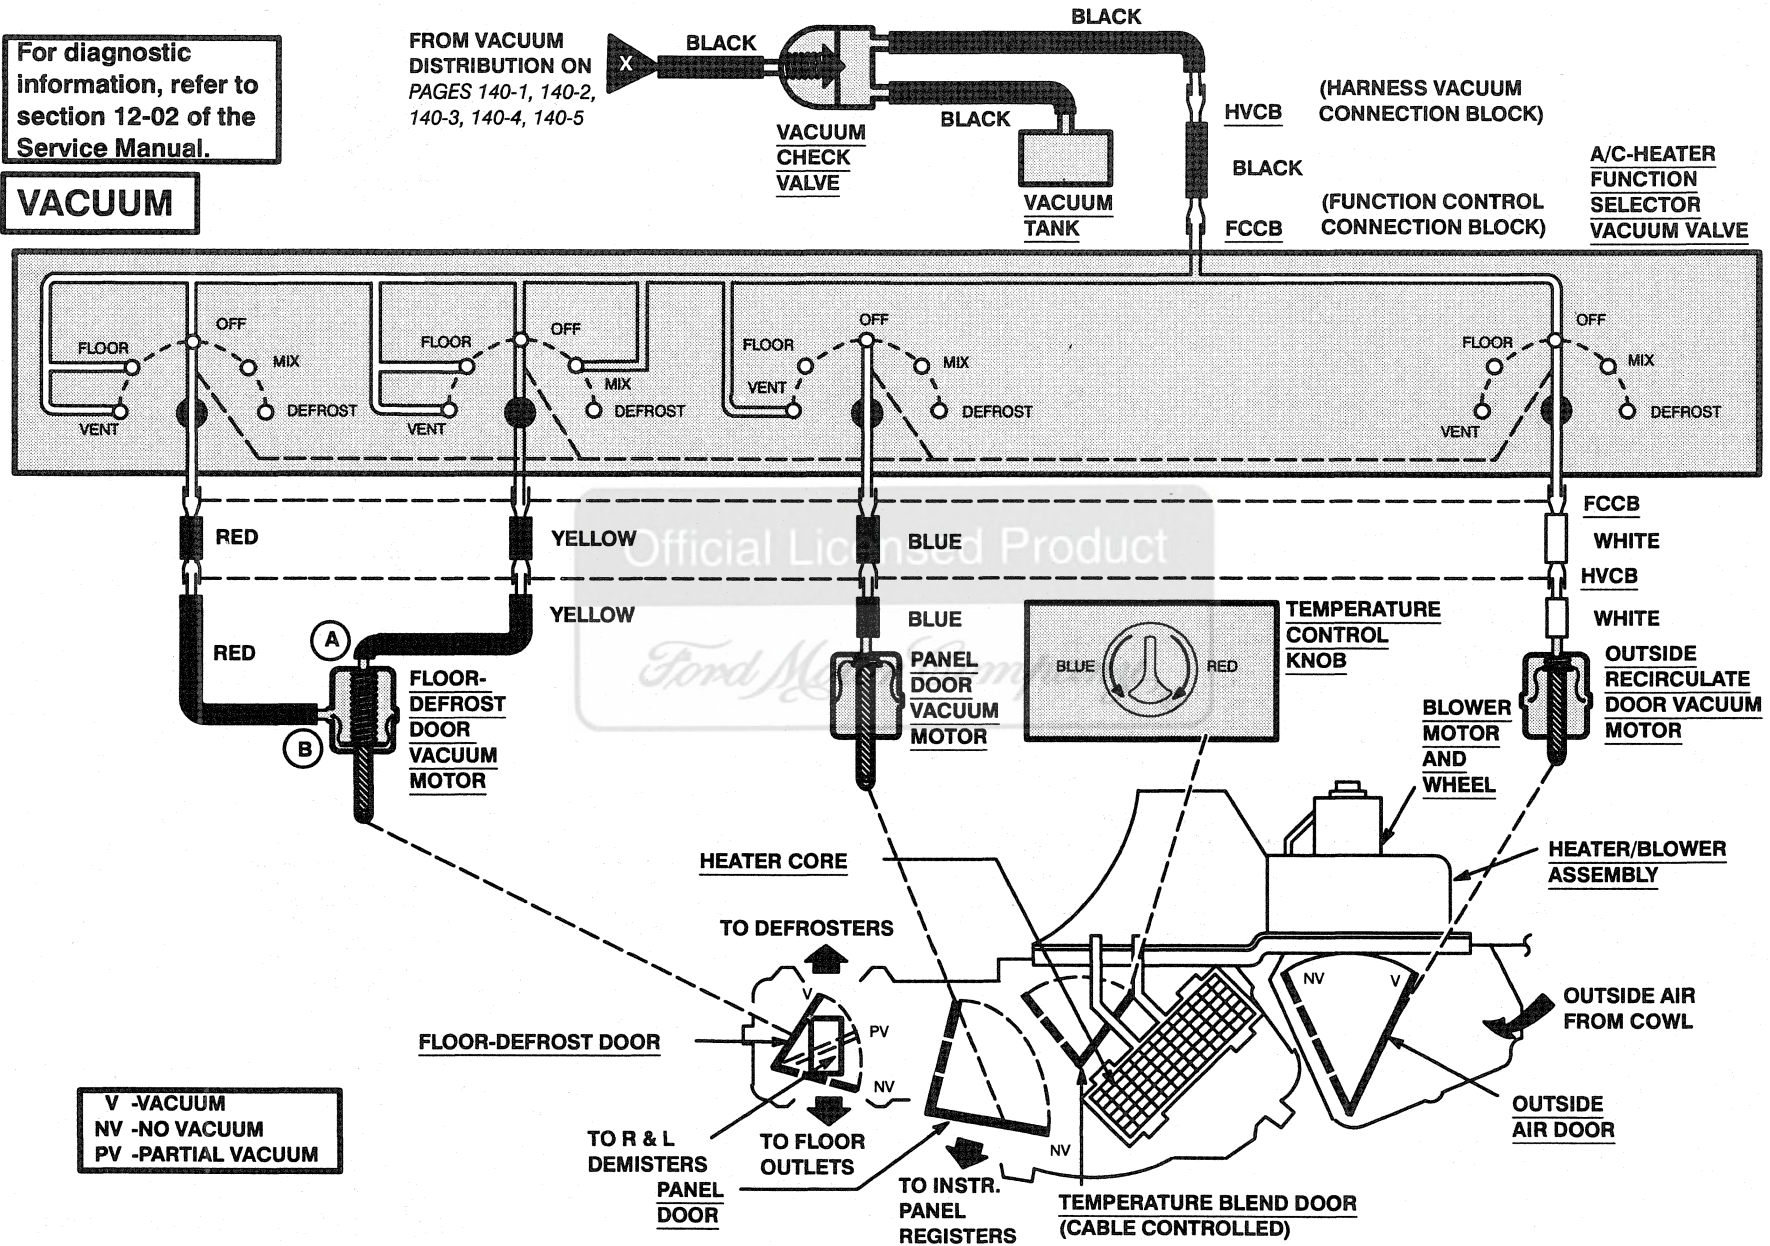 For diagnostic
information, refer to
section 12-02 of the
Service Manual.
VACUUM
FROM VACUUM
DISTRIBUTION ON
PAGES 140-1, 140-2,
140-3, 140-4, 140-5
X
BLACK
BLACK
BLACK
VACUUM
CHECK
VALVE
VACUUM
TANK
HVCB
(HARNESS VACUUM
CONNECTION BLOCK)
BLACK
FCCB
(FUNCTION CONTROL
CONNECTION BLOCK)
A/C-HEATER
FUNCTION
SELECTOR
VACUUM VALVE
OFF
FLOOR
MIX
DEFROST
VENT
OFF
FLOOR
MIX
DEFROST
VENT
OFF
FLOOR
MIX
VENT
DEFROST
OFF
FLOOR
MIX
DEFROST
VENT
RED
YELLOW
BLUE
FCCB
WHITE
HVCB
Official Licensed Product
Ford Motor Company
RED
YELLOW
BLUE
WHITE
A
B
FLOOR-
DEFROST
DOOR
VACUUM
MOTOR
PANEL
DOOR
VACUUM
MOTOR
BLUE
RED
TEMPERATURE
CONTROL
KNOB
BLOWER
MOTOR
AND
WHEEL
OUTSIDE
RECIRCULATE
DOOR VACUUM
MOTOR
HEATER CORE
HEATER/BLOWER
ASSEMBLY
TO DEFROSTERS
V
PV
NV
FLOOR-DEFROST DOOR
NV
V
OUTSIDE AIR
FROM COWL
V -VACUUM
NV -NO VACUUM
PV -PARTIAL VACUUM
TO R & L
DEMISTERS
TO FLOOR
OUTLETS
PANEL
DOOR
NV
TO INSTR.
PANEL
REGISTERS
TEMPERATURE BLEND DOOR
(CABLE CONTROLLED)
OUTSIDE
AIR DOOR